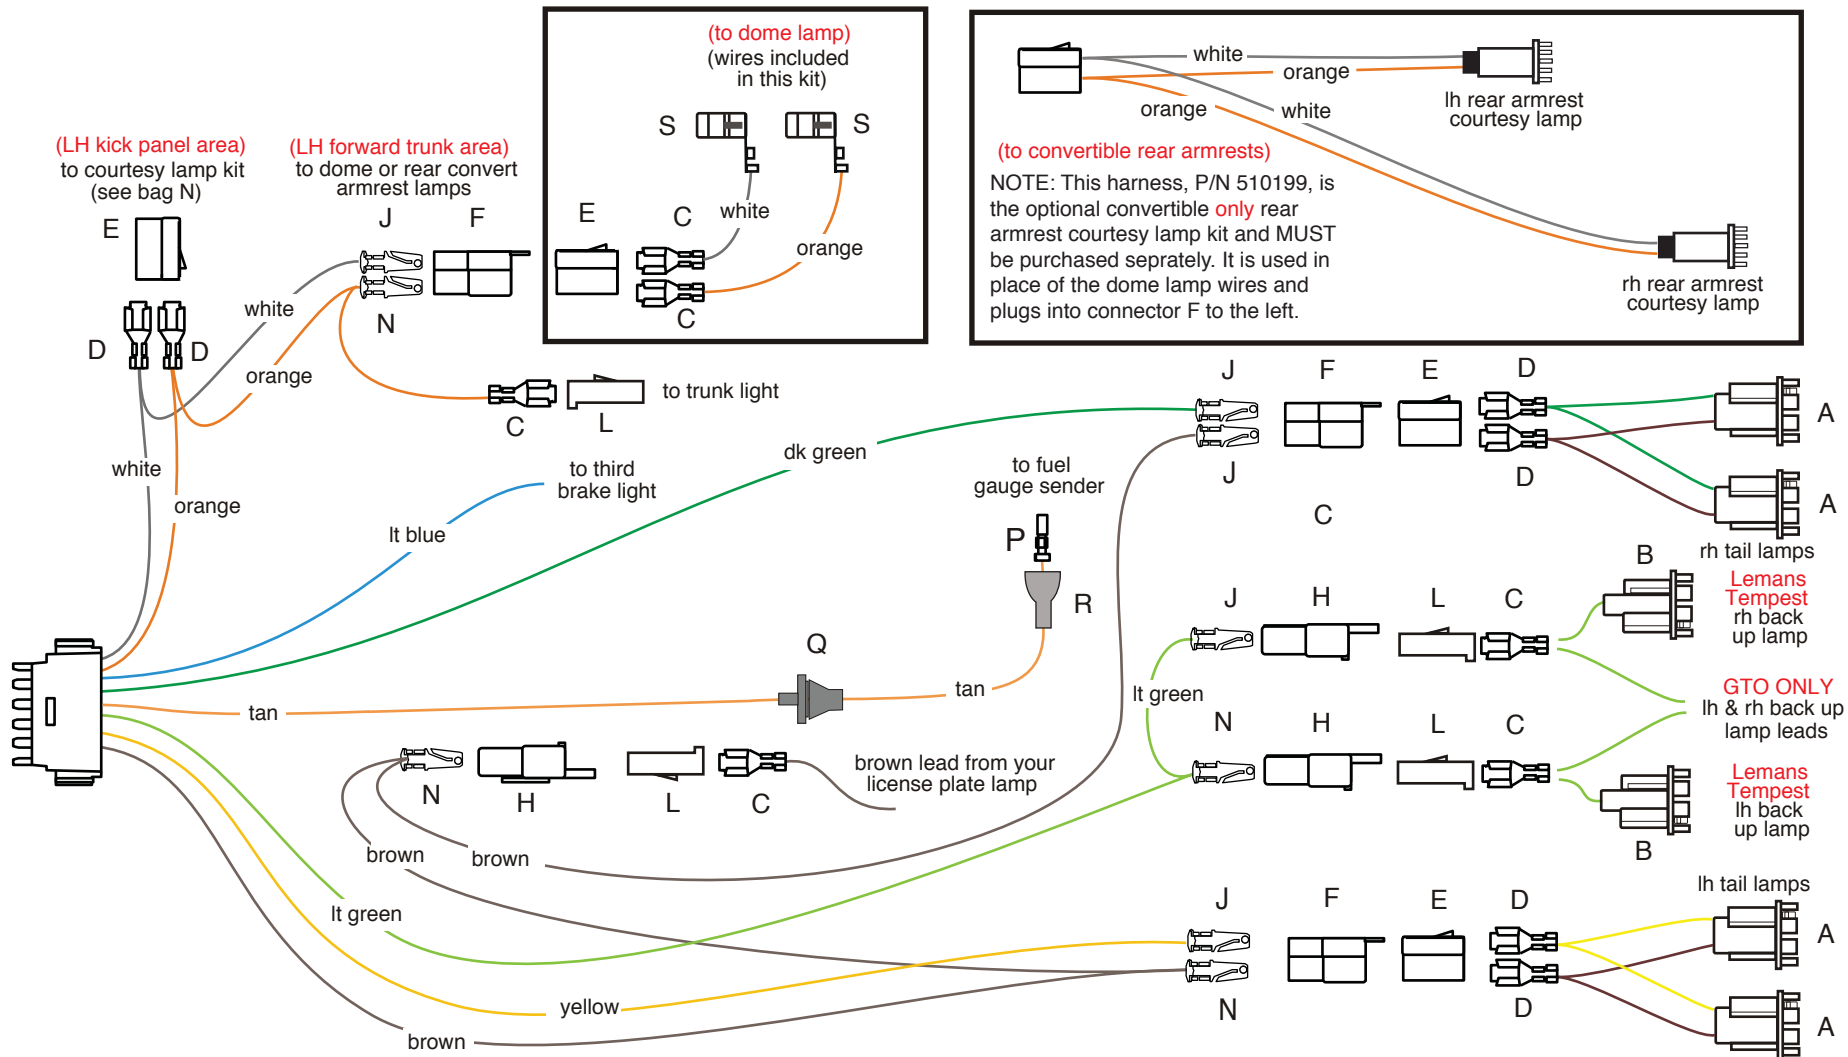 (to dome lamp)
(wires included
in this kit)
S
S
E
C
white
orange
C
white
orange
orange
white
lh rear armrest
courtesy lamp
(to convertible rear armrests)
NOTE: This harness, P/N 510199, is
the optional convertible only rear
armrest courtesy lamp kit and MUST
be purchased seprately. It is used in
place of the dome lamp wires and
plugs into connector F to the left.
rh rear armrest
courtesy lamp
(LH kick panel area)
to courtesy lamp kit
(see bag N)
E
D
D
(LH forward trunk area)
to dome or rear convert
armrest lamps
J
F
N
white
orange
C
L
to trunk light
white
orange
lt blue
to third
brake light
dk green
to fuel
gauge sender
P
R
Q
tan
tan
J
F
E
D
A
J
D
A
C
rh tail lamps
B
Lemans
Tempest
rh back
up lamp
J
H
L
C
lt green
GTO ONLY
lh & rh back up
lamp leads
N
H
L
C
Lemans
Tempest
lh back
up lamp
B
N
H
L
C
brown lead from your
license plate lamp
brown
brown
lt green
yellow
brown
lh tail lamps
J
F
E
D
A
N
D
A